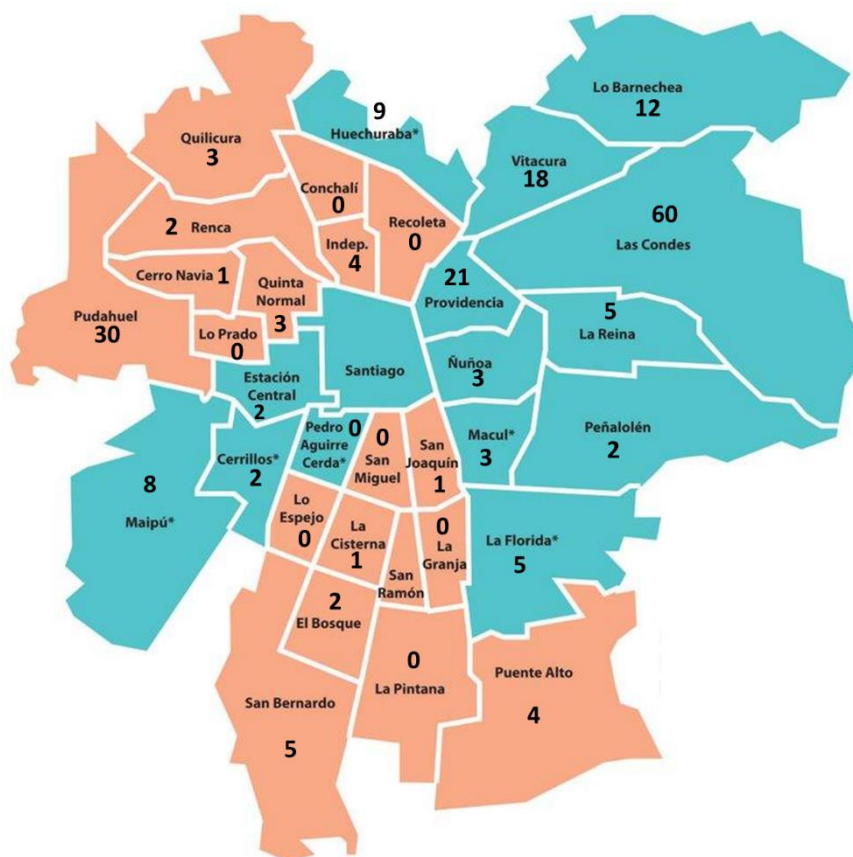 Lo Barnechea
12
9
Huechuraba*
Quilicura
3
Vitacura
18
Conchalí
0
2 Renca
Recoleta
0
60
Las Condes
Indep.
4
Cerro Navia 1
Quinta
Normal
3
21
Providencia
Pudahuel
30
Lo Prado
0
5
La Reina
Santiago
Ñuñoa
3
Estación
Central
2
Pedro 0
Aguirre
Cerda*
0
San
Miguel
San
Joaquín
1
Macul*
3
Peñalolén
2
Cerrillos*
2
8
Maipú*
Lo
Espejo
0
La
Cisterna
1
0
La
Granja
San
Ramón
La Florida*
5
2
El Bosque
0
La Pintana
Puente Alto
4
San Bernardo
5